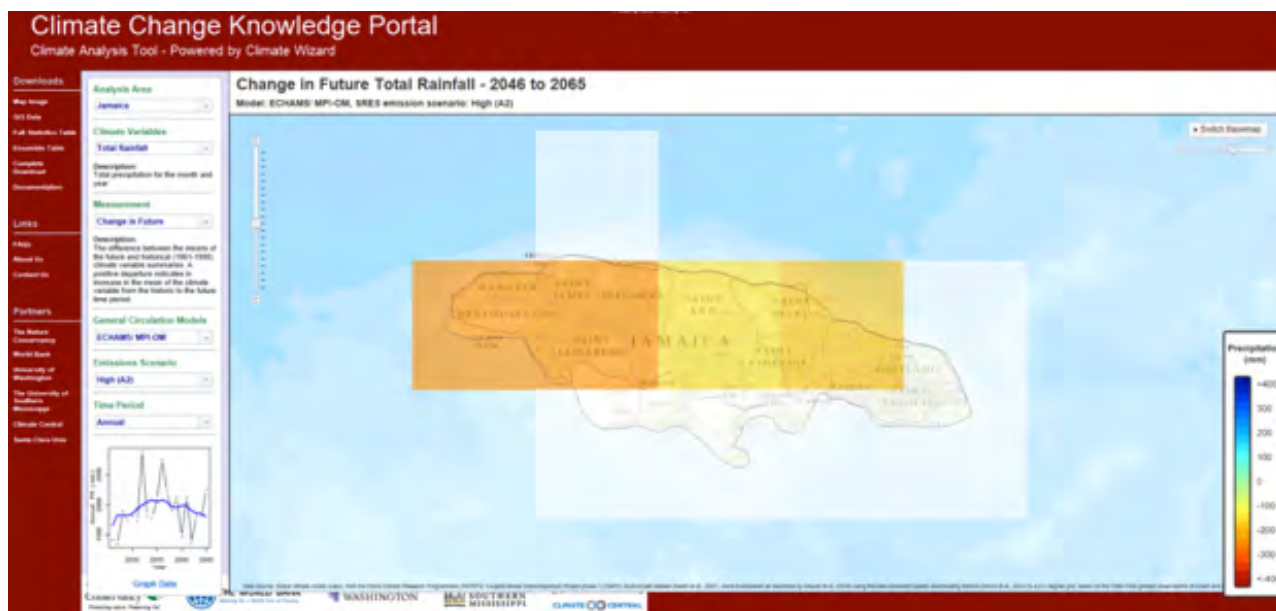 Climate Change Knowledge Portal
Climate Analysis Tool - Powered by Climate Wizard
Downloads
Map Image
GIS Data
Full Statistics Table
Ensemble Table
Complete
Download
Documentation
Links
FAQs
About Us
Contact Us
Partners
The Nature
Conservancy
World Bank
University of
Washington
The University of
Southern
Mississippi
Climate Central
Santa Clara Univ
Analysis Area
Jamaica
Climate Variables
Total Rainfall
Description:
Total precipitation for the month and
year
Measurement
Change in Future
Description:
The difference between the means of
the future and historical (1961-1990)
climate variable summaries. A
positive departure indicates in
increase in the mean of the climate
variable from the historic to the future
time period.
General Circulation Models
ECHAM5/ MPI-OM
Emissions Scenario
High (A2)
Time Period
Annual
Graph Data
Change in Future Total Rainfall - 2046 to 2065
Model: ECHAM5/ MPI-OM, SRES emission scenario: High (A2)
Switch Basemap
HANOVER
SAINT
JAMES
WESTMORELAND
SAINT
ELIZABETH
SAINT
ANN
SAINT
MARY
JAMAICA
SAINT
CATHERINE
PORTLAND
Precipitation
(mm)
>400
300
200
100
0
-100
-200
-300
<-40
WORLD BANK
WASHINGTON
SOUTHERN
MISSISSIPPI
CLIMATE CENTRAL